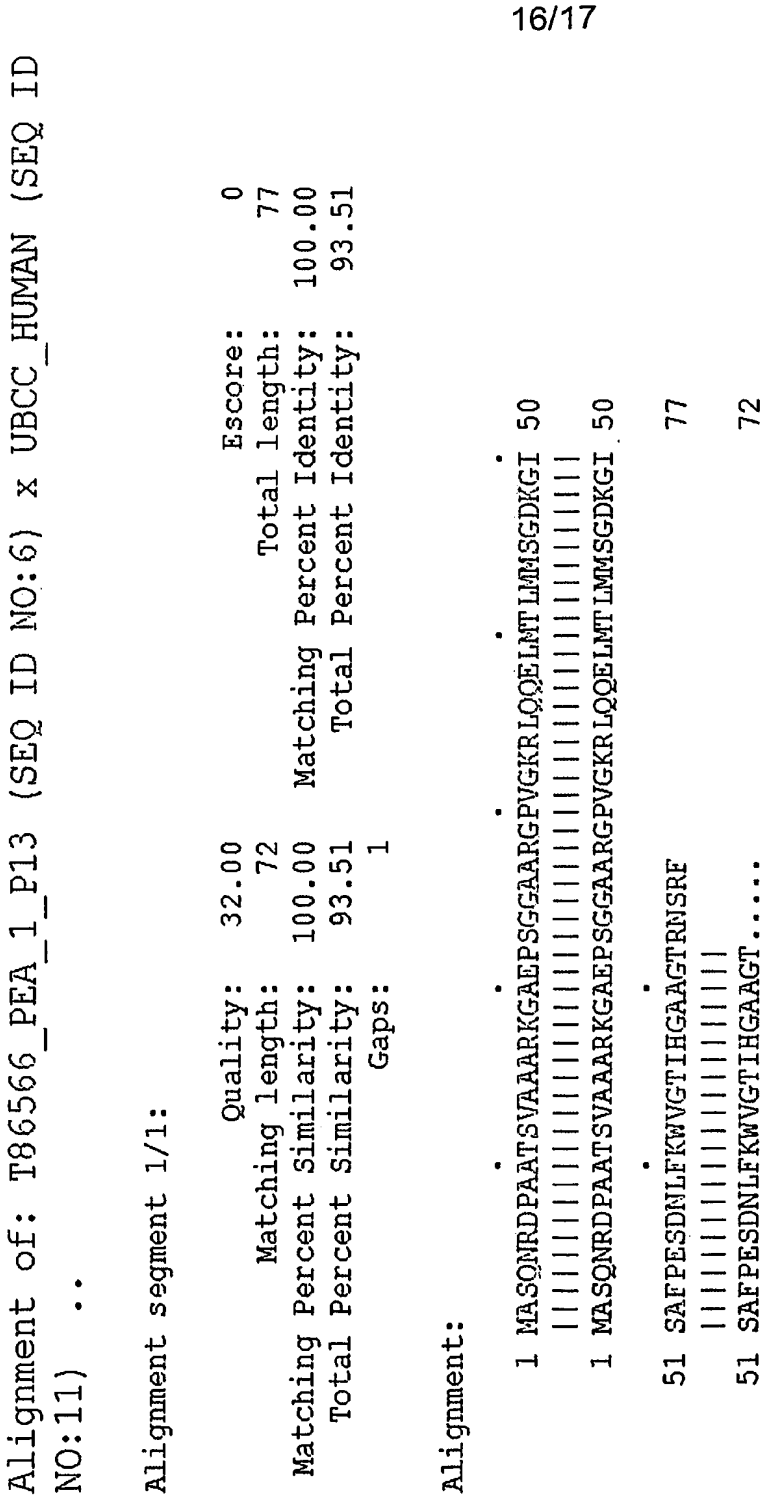 16/17
Alignment of: T86566_PEA_1_P13 (SEQ ID NO:6) x UBCC_HUMAN (SEQ ID
NO:11) ..
Alignment segment 1/1:
Quality: 32.00 Escore: 0
Matching length: 72 Total length: 77
Matching Percent Similarity: 100.00 Matching Percent Identity: 100.00
Total Percent Similarity: 93.51 Total Percent Identity: 93.51
Gaps: 1
Alignment:
. . . . .
1 MASQNRDPAATSVAAARKGAEPSGGAARGPVGKRLQQELMTLMMSGDKGI 50
||||||||||||||||||||||||||||||||||||||||||||||||||
1 MASQNRDPAATSVAAARKGAEPSGGAARGPVGKRLQQELMTLMMSGDKGI 50
. .
51 SAFPESDNLFKWVGTIHGAAGTRNSRF 77
||||||||||||||||||||||
51 SAFPESDNLFKWVGTIHGAAGT..... 72